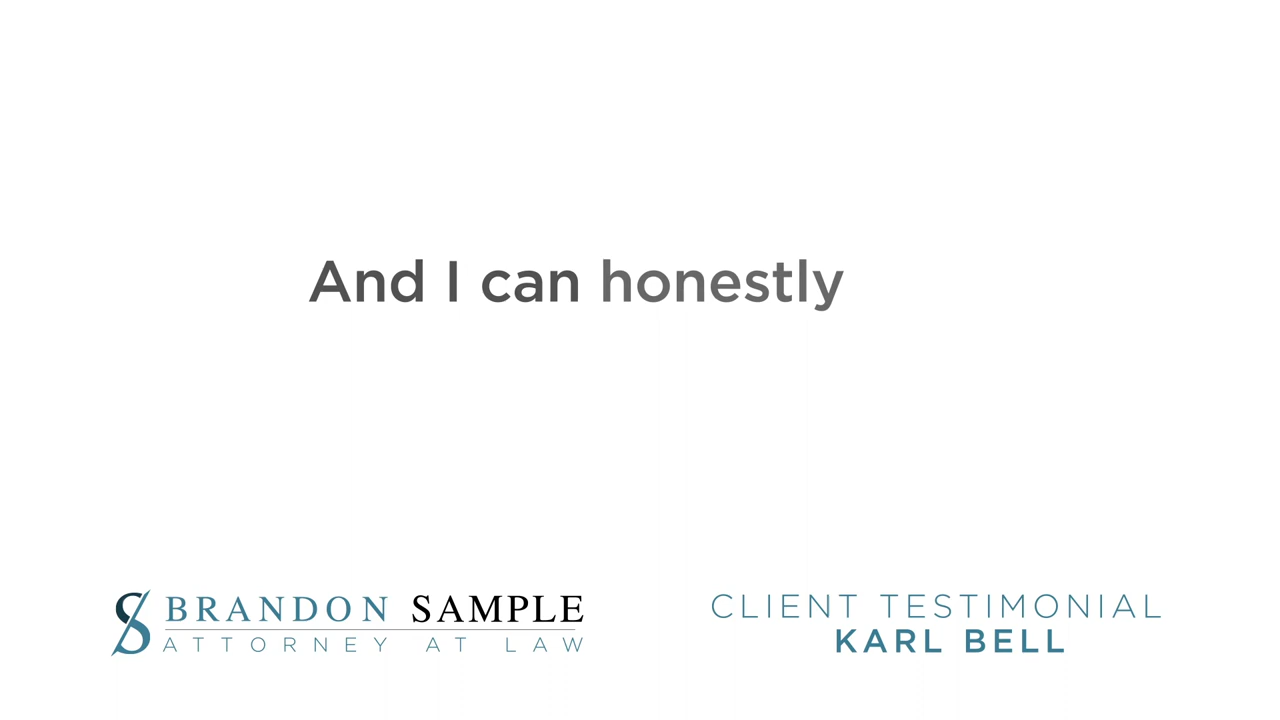 And I can honestly
BRANDON SAMPLE
ATTORNEY AT LAW
CLIENT TESTIMONIAL
KARL BELL